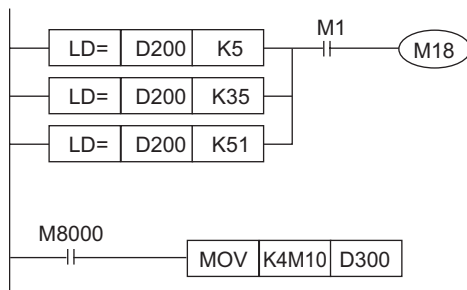 M1
LD= D200 K5 M18
LD= D200 K35
LD= D200 K51
M8000
MOV K4M10 D300